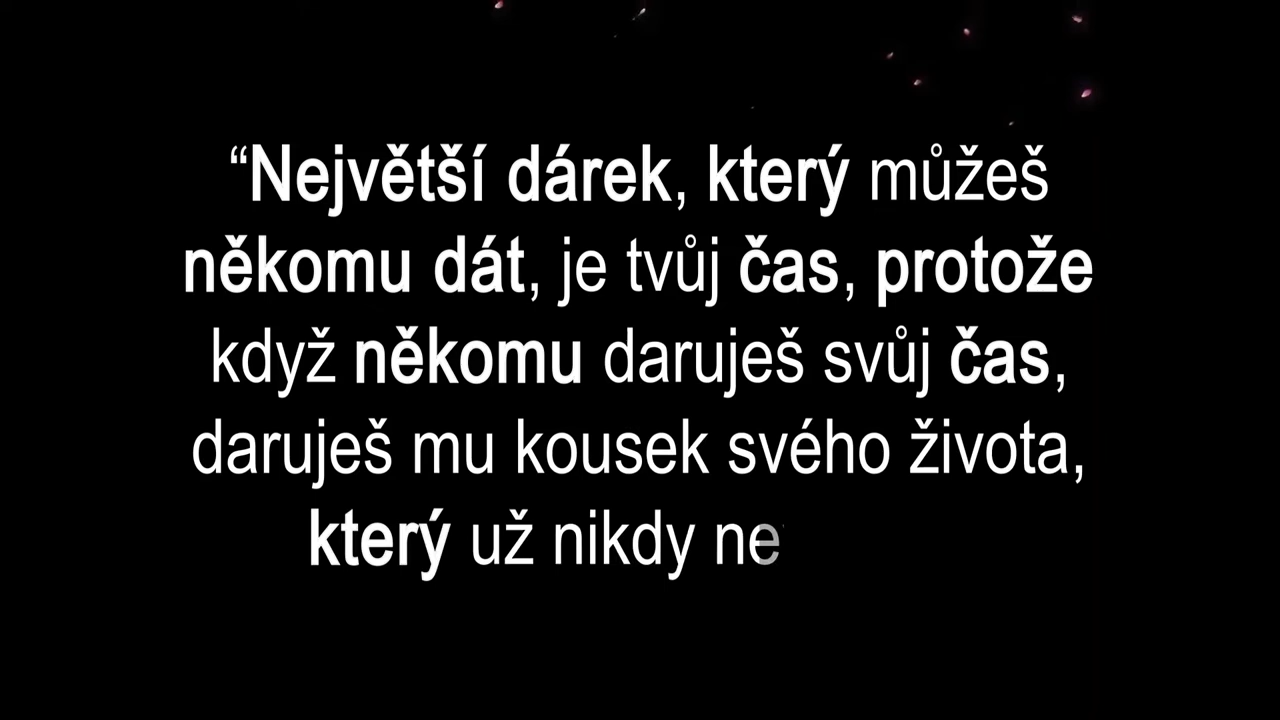 “Největší dárek, který můžeš
někomu dát, je tvůj čas, protože
když někomu daruješ svůj čas,
daruješ mu kousek svého života,
který už nikdy ne